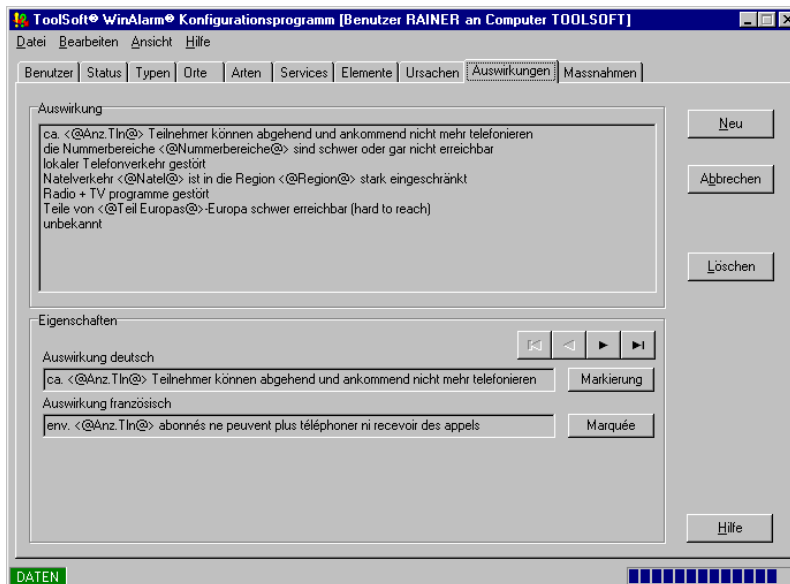 ToolSoft® WinAlarm® Konfigurationsprogramm [Benutzer RAINER an Computer TOOLSOFT]
Datei Bearbeiten Ansicht Hilfe
Benutzer Status Typen Orte Arten Services Elemente Ursachen Auswirkungen Massnahmen
Auswirkung
ca. <@Anz.Tln@> Teilnehmer können abgehend und ankommend nicht mehr telefonieren
die Nummerbereiche <@Nummerbereiche@> sind schwer oder gar nicht erreichbar
lokaler Telefonverkehr gestört
Natelverkehr <@Natel@> ist in die Region <@Region@> stark eingeschränkt
Radio + TV programme gestört
Teile von <@Teil Europas@>-Europa schwer erreichbar (hard to reach)
unbekannt
Neu
Abbrechen
Löschen
Eigenschaften
Auswirkung deutsch
ca. <@Anz.Tln@> Teilnehmer können abgehend und ankommend nicht mehr telefonieren
Markierung
Auswirkung französisch
env. <@Anz.Tln@> abonnés ne peuvent plus téléphoner ni recevoir des appels
Marquée
Hilfe
DATEN